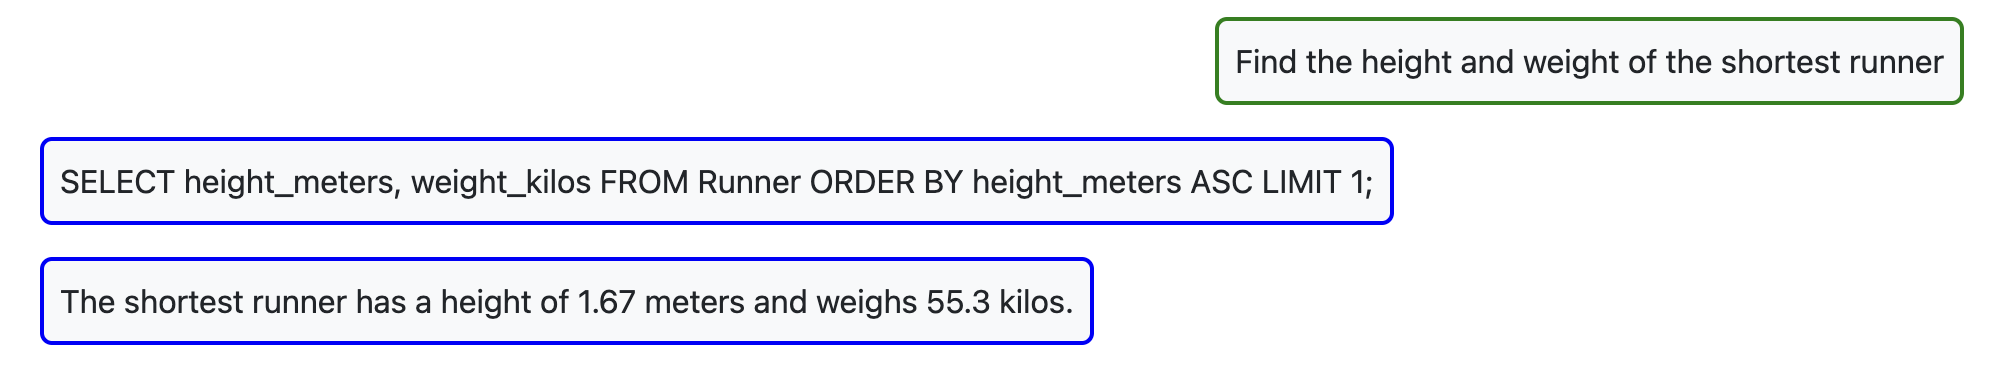 Find the height and weight of the shortest runner
SELECT height_meters, weight_kilos FROM Runner ORDER BY height_meters ASC LIMIT 1;
The shortest runner has a height of 1.67 meters and weighs 55.3 kilos.